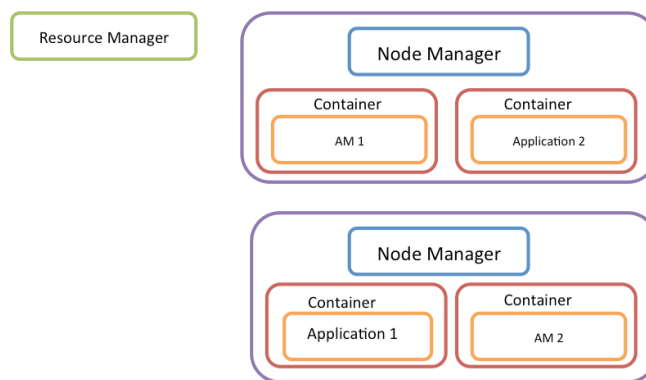 Resource Manager
Node Manager
Container
AM 1
Container
Application 2
Node Manager
Container
Application 1
Container
AM 2